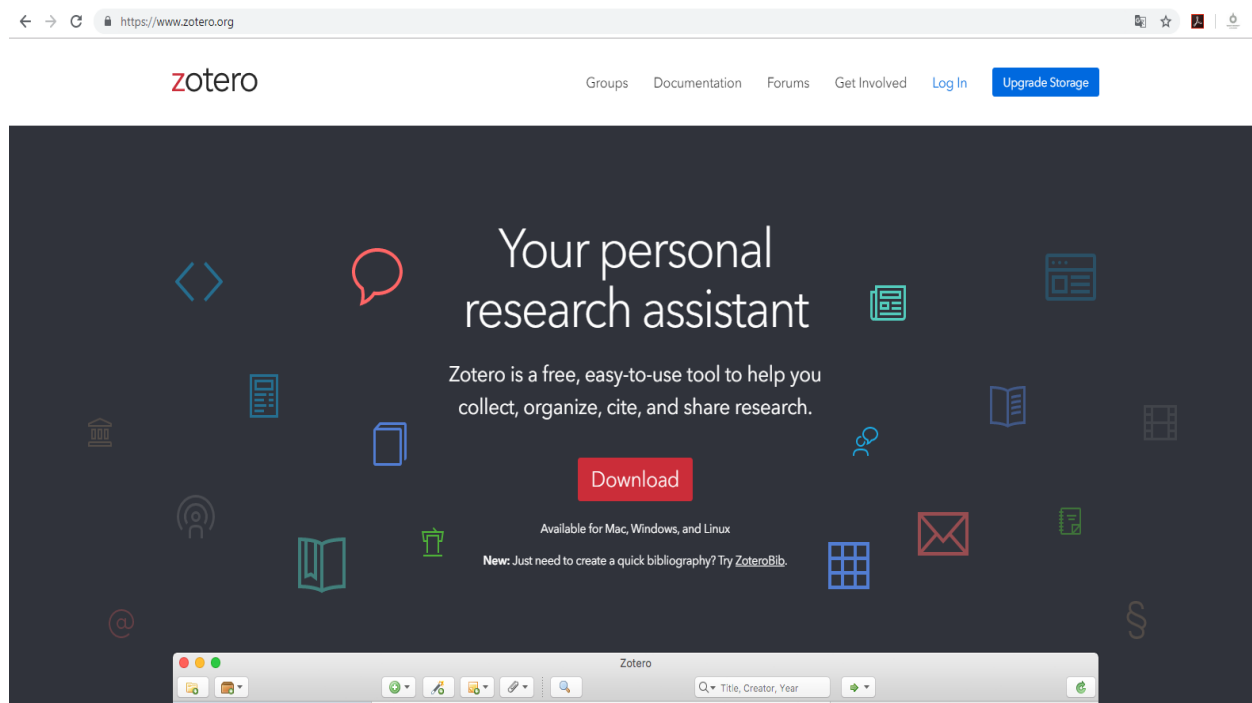 https://www.zotero.org
zotero
Groups Documentation Forums Get Involved Log In Upgrade Storage
Your personal
research assistant
Zotero is a free, easy-to-use tool to help you
collect, organize, cite, and share research.
Download
Available for Mac, Windows, and Linux
New: Just need to create a quick bibliography? Try ZoteroBib.
Zotero
Title, Creator, Year